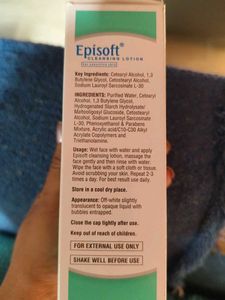 Episoft®
CLEANSING LOTION
for sensitive skin
Key Ingredients: Cetearyl Alcohol, 1,3
Butylene Glycol, Cetostearyl Alcohol,
Sodium Lauroyl Sarcosinate L-30
INGREDIENTS: Purified Water, Cetearyl
Alcohol, 1,3 Butylene Glycol,
Hydrogenated Starch Hydrolysate/
Maltooligosyl Glucoside, Cetostearyl
Alcohol, Sodium Lauroyl Sarcosinate
L-30, Phenoxyethanol & Parabens
Mixture, Acrylic acid/C10-C30 Alkyl
Acrylate Copolymers and
Triethanolamine.
Usage: Wet face with water and apply
Episoft cleansing lotion, massage the
face gently and then rinse with water.
Wipe the face with a soft cloth or tissue.
Avoid scrubbing your skin. Repeat 2-3
times a day. For best result use daily.
Store in a cool dry place.
Appearance: Off-white slightly
translucent to opaque liquid with
bubbles entrapped.
Close the cap tightly after use.
Keep out of reach of children.
FOR EXTERNAL USE ONLY
SHAKE WELL BEFORE USE